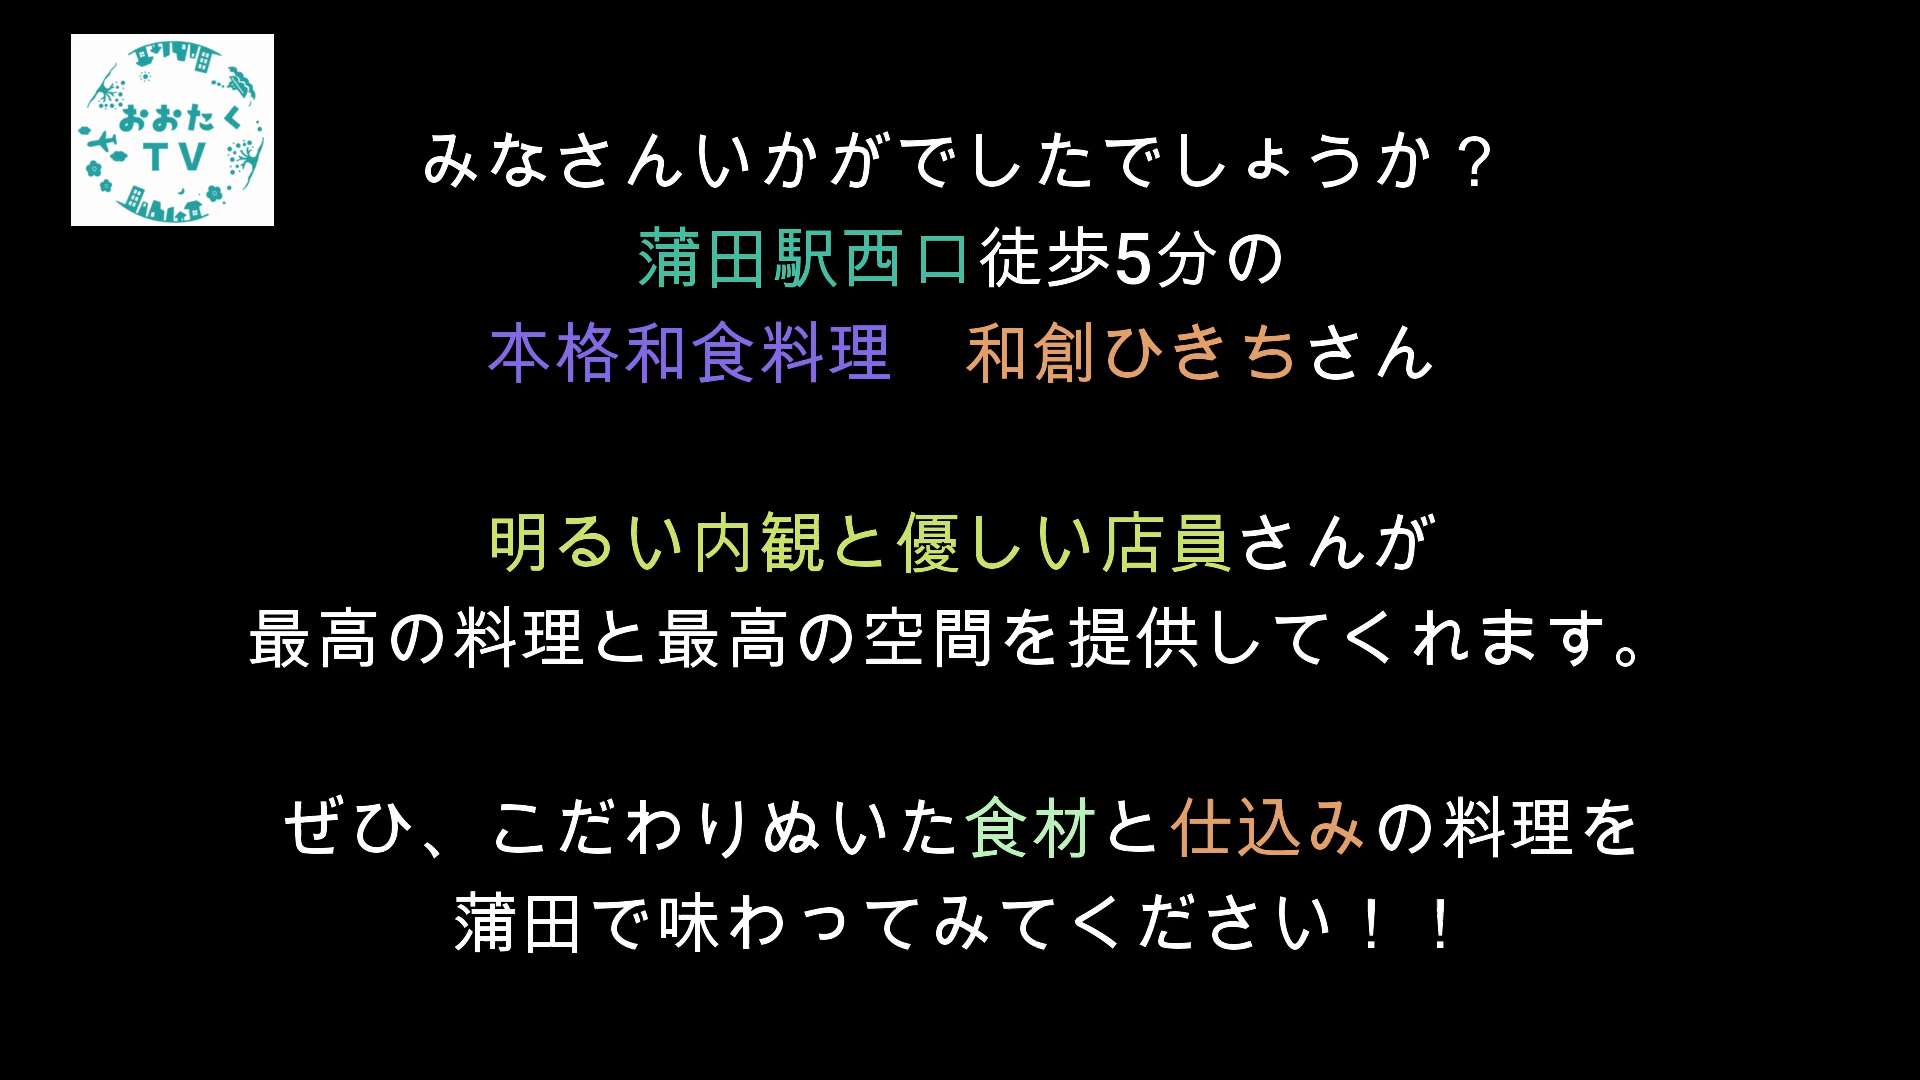 おおたく
TV
みなさんいかがでしたでしょうか？
蒲田駅西口徒歩5分の
本格和食料理　和創ひきちさん
明るい内観と優しい店員さんが
最高の料理と最高の空間を提供してくれます。
ぜひ、こだわりぬいた食材と仕込みの料理を
蒲田で味わってみてください！！